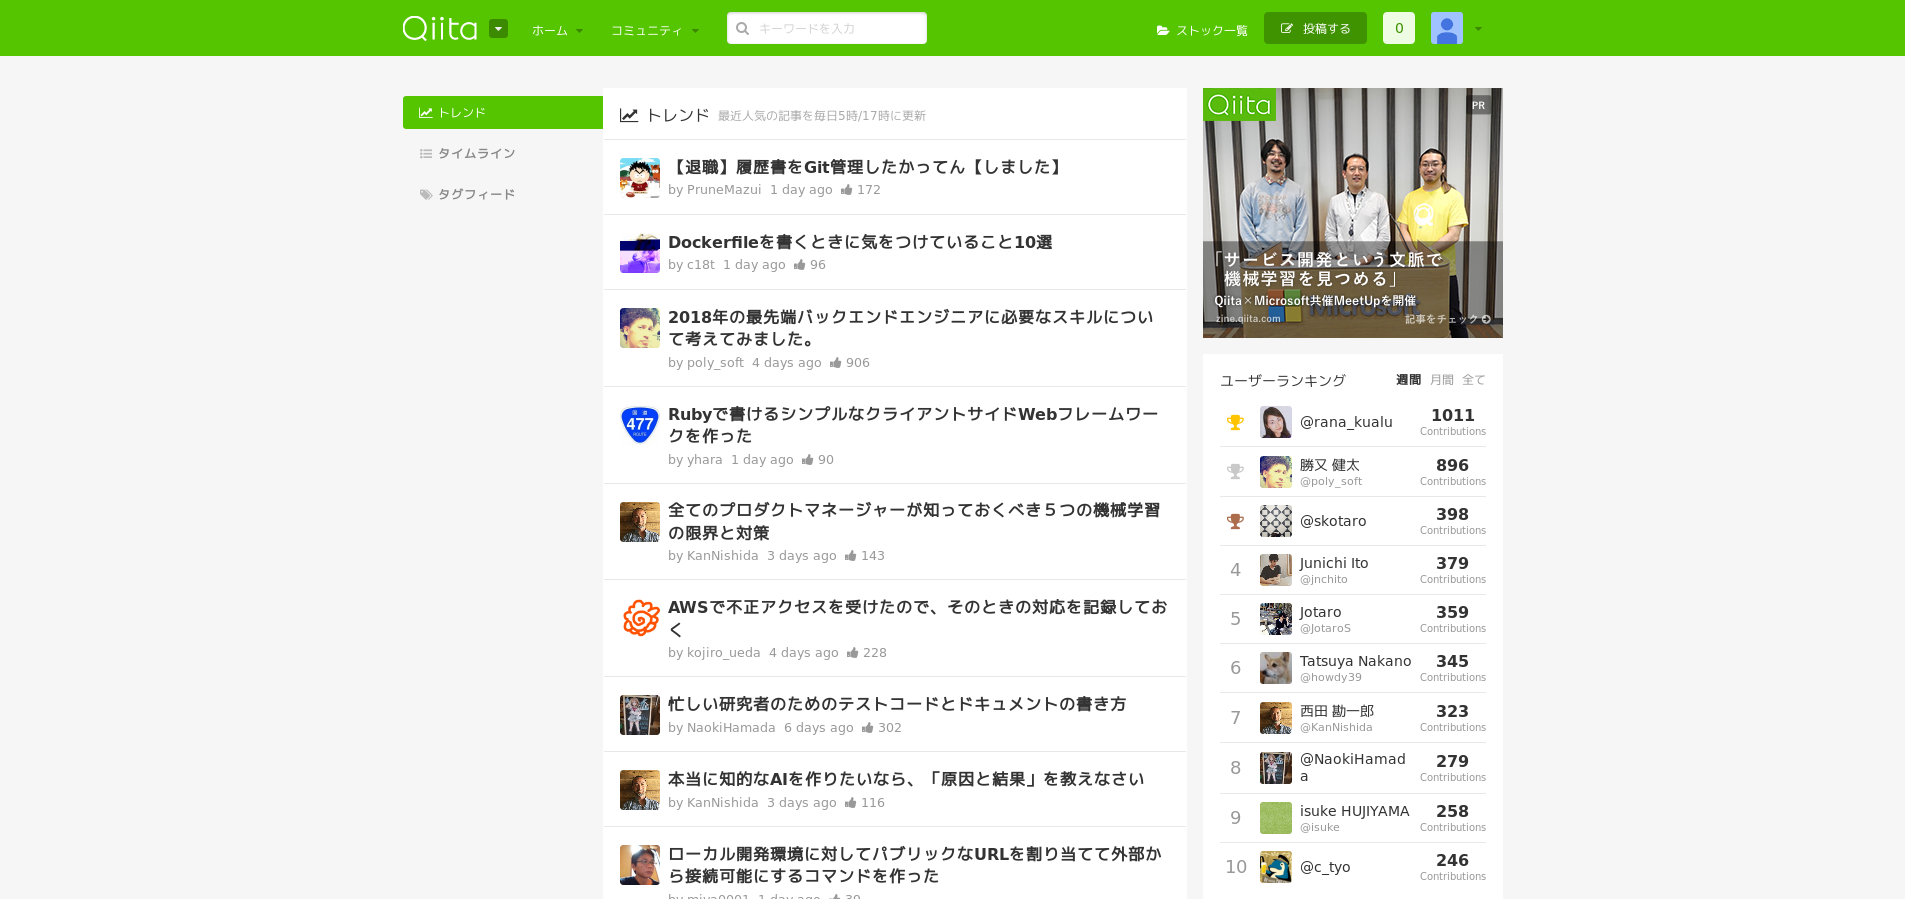 Qiita
ホーム
コミュニティ
キーワードを入力
ストック一覧
投稿する
0
トレンド
タイムライン
タグフィード
トレンド 最近人気の記事を毎日5時/17時に更新
【退職】履歴書をGit管理したかってん【しました】
by PruneMazui 1 day ago 172
Dockerfileを書くときに気をつけていること10選
by c18t 1 day ago 96
2018年の最先端バックエンドエンジニアに必要なスキルについ
て考えてみました。
by poly_soft 4 days ago 906
477
Rubyで書けるシンプルなクライアントサイドWebフレームワー
クを作った
by yhara 1 day ago 90
全てのプロダクトマネージャーが知っておくべき５つの機械学習
の限界と対策
by KanNishida 3 days ago 143
AWSで不正アクセスを受けたので、そのときの対応を記録してお
く
by kojiro_ueda 4 days ago 228
忙しい研究者のためのテストコードとドキュメントの書き方
by NaokiHamada 6 days ago 302
本当に知的なAIを作りたいなら、「原因と結果」を教えなさい
by KanNishida 3 days ago 116
ローカル開発環境に対してパブリックなURLを割り当てて外部か
ら接続可能にするコマンドを作った
by miya0001 1 day ago 39
Qiita
PR
「サービス開発という文脈で
機械学習を見つめる」
Qiita×Microsoft共催MeetUpを開催
zine.qiita.com
記事をチェック
ユーザーランキング 週間 月間 全て
@rana_kualu
1011
Contributions
勝又 健太
@poly_soft
896
Contributions
@skotaro
398
Contributions
4
Junichi Ito
@jnchito
379
Contributions
5
Jotaro
@JotaroS
359
Contributions
6
Tatsuya Nakano
@howdy39
345
Contributions
7
西田 勘一郎
@KanNishida
323
Contributions
8
@NaokiHamad
a
279
Contributions
9
isuke HUJIYAMA
@isuke
258
Contributions
10
@c_tyo
246
Contributions